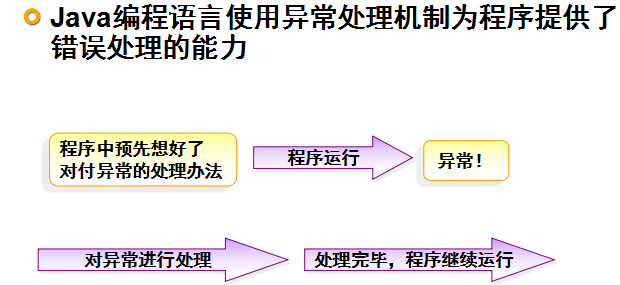 Java编程语言使用异常处理机制为程序提供了
错误处理的能力
程序中预先想好了
对付异常的处理办法
程序运行
异常！
对异常进行处理
处理完毕，程序继续运行